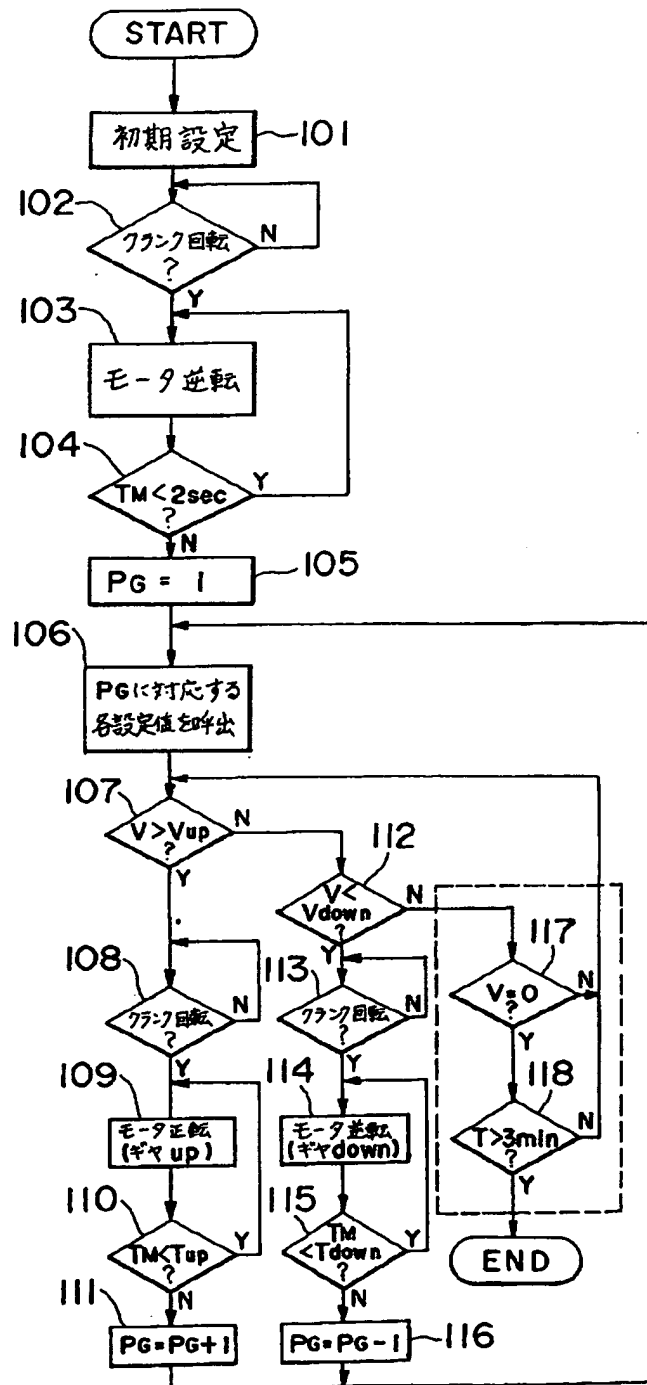 START
初期設定
101
102
クランク回転
?
N
Y
103
モータ逆転
104
TM<2sec
?
Y
N
PG = 1
105
106
PGに対応する
各設定値を呼出
107
V>Vup
?
N
Y
112
V<
Vdown
?
N
Y
108
クランク回転
?
N
Y
113
クランク回転
?
N
Y
117
V=0
?
N
Y
109
モータ正転
(ギヤup)
114
モータ逆転
(ギヤdown)
118
T>3min
?
N
Y
110
TM<Tup
?
Y
N
115
TM
<Tdown
?
Y
N
END
111
PG=PG+1
PG=PG-1
116